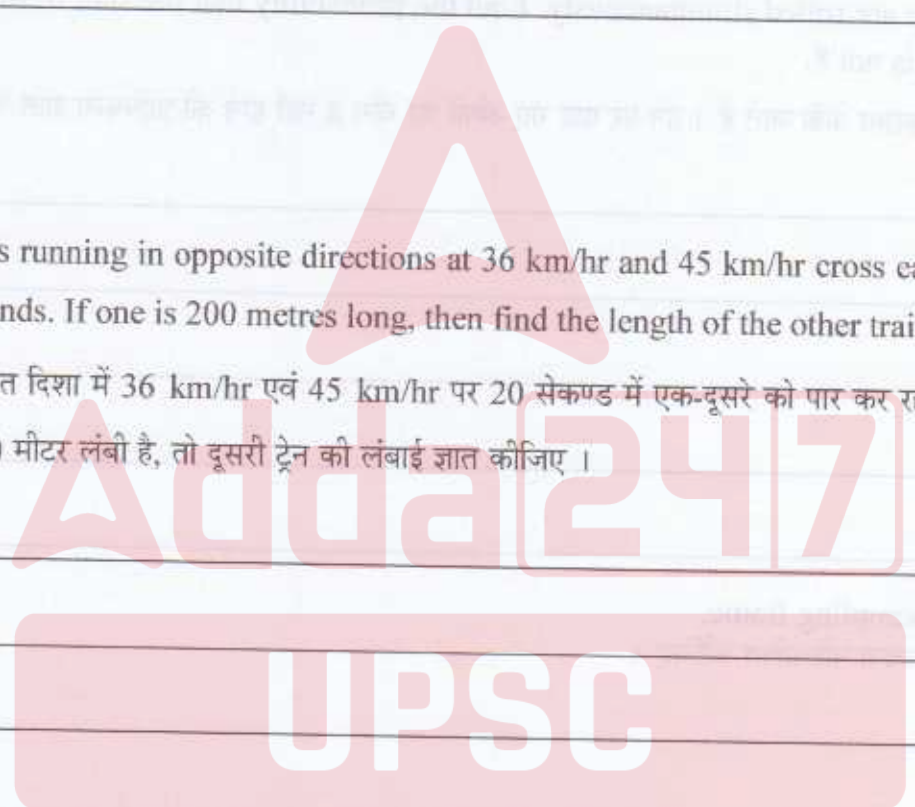 s running in opposite directions at 36 km/hr and 45 km/hr cross ea
nds. If one is 200 metres long, then find the length of the other trai
त दिशा में 36 km/hr एवं 45 km/hr पर 20 सेकण्ड में एक-दूसरे को पार कर र
) मीटर लंबी है, तो दूसरी ट्रेन की लंबाई ज्ञात कीजिए ।
Adda247
UPSC